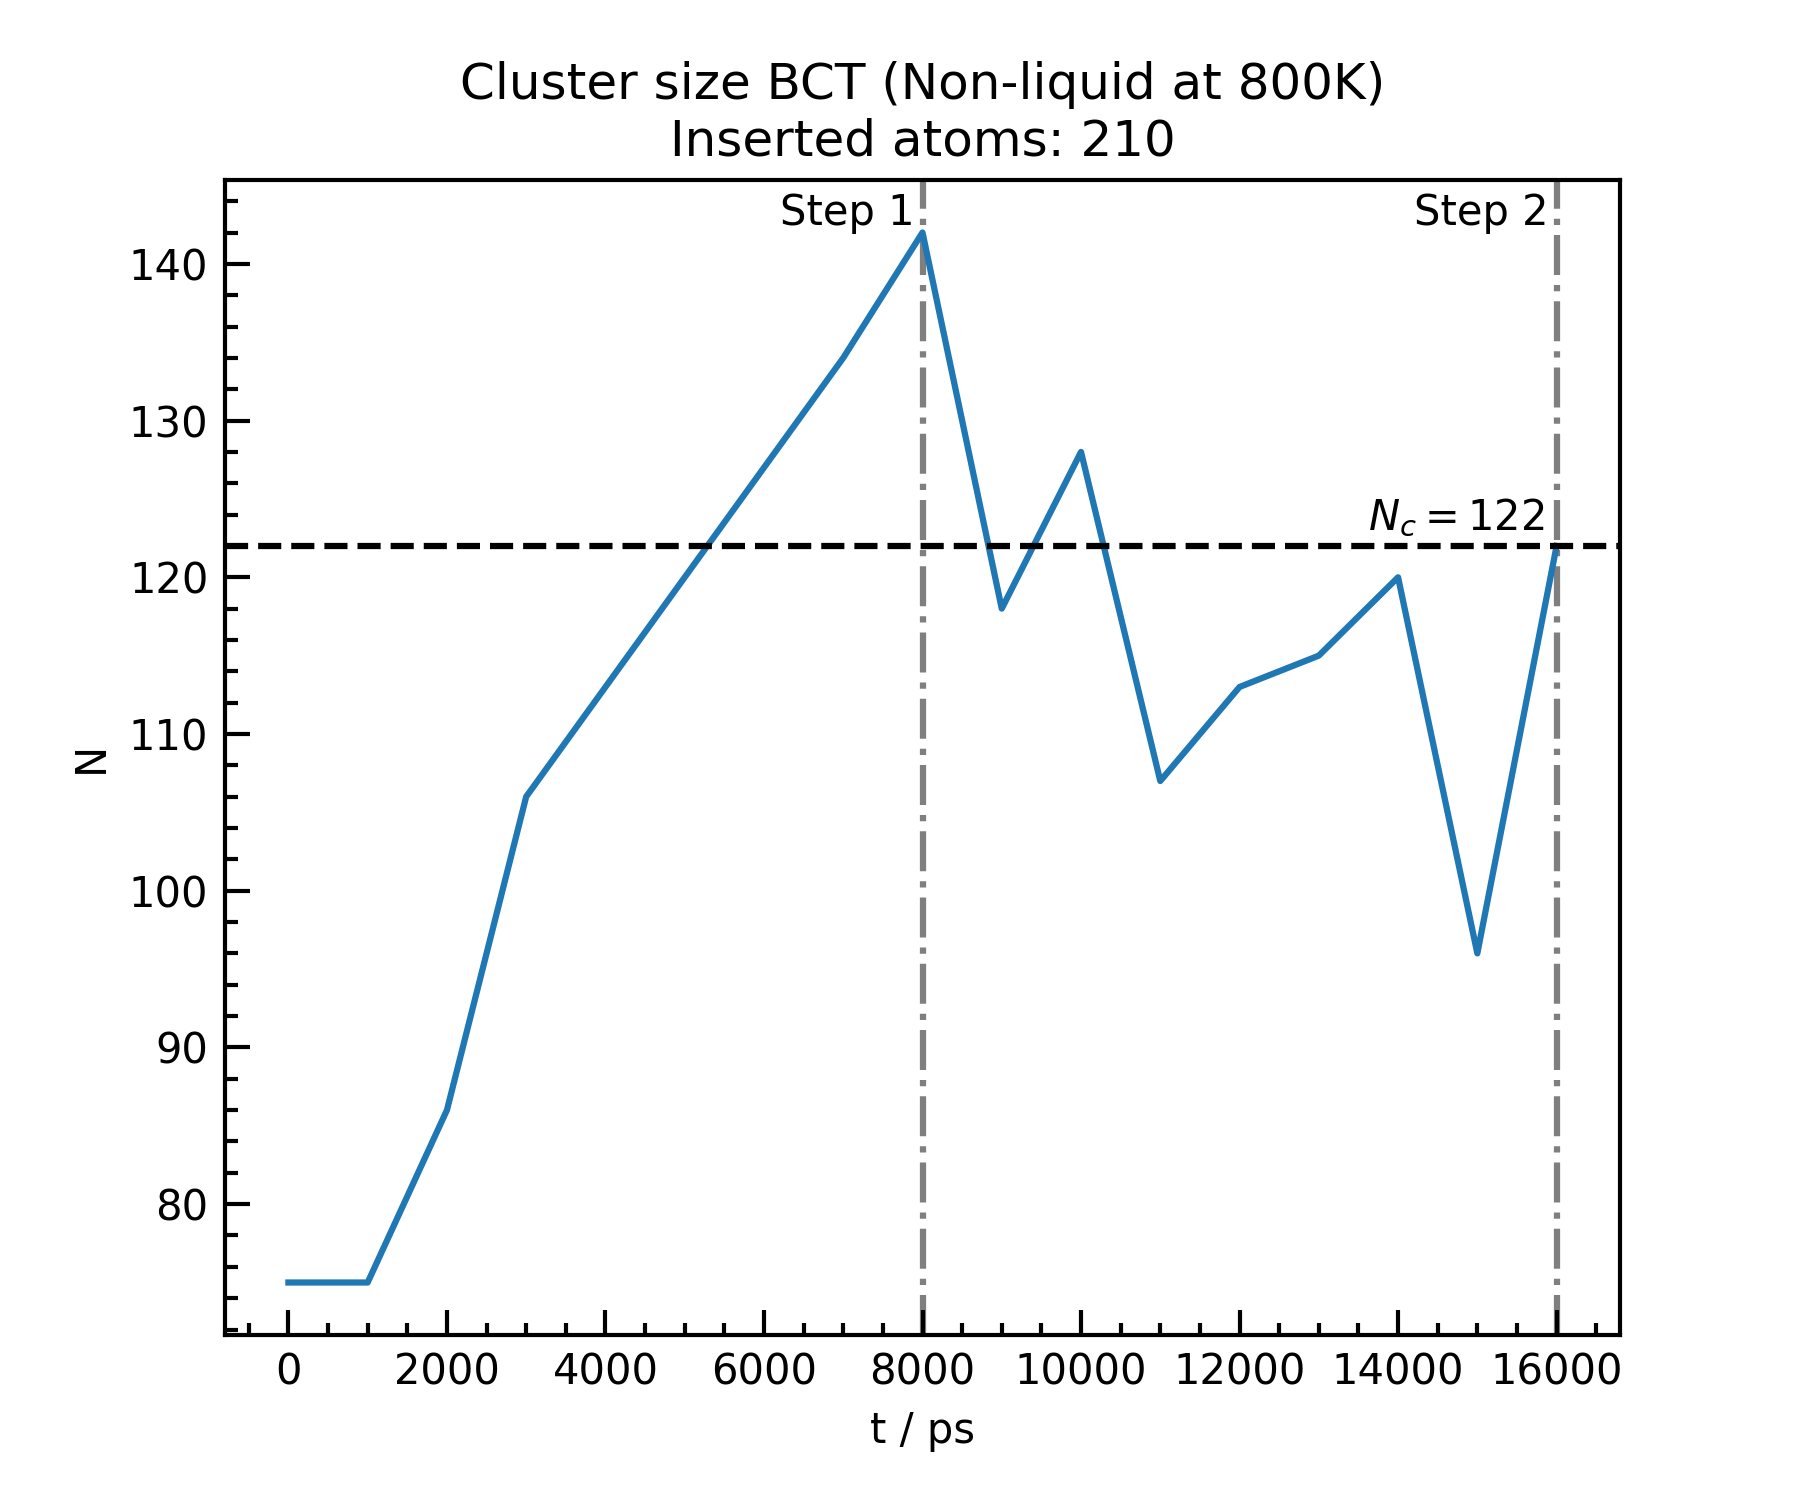 Cluster size BCT (Non-liquid at 800K)
Inserted atoms: 210
Step 1
Step 2
140
130
N_c = 122
120
110
N
100
90
80
0 2000 4000 6000 8000 10000 12000 14000 16000
t / ps